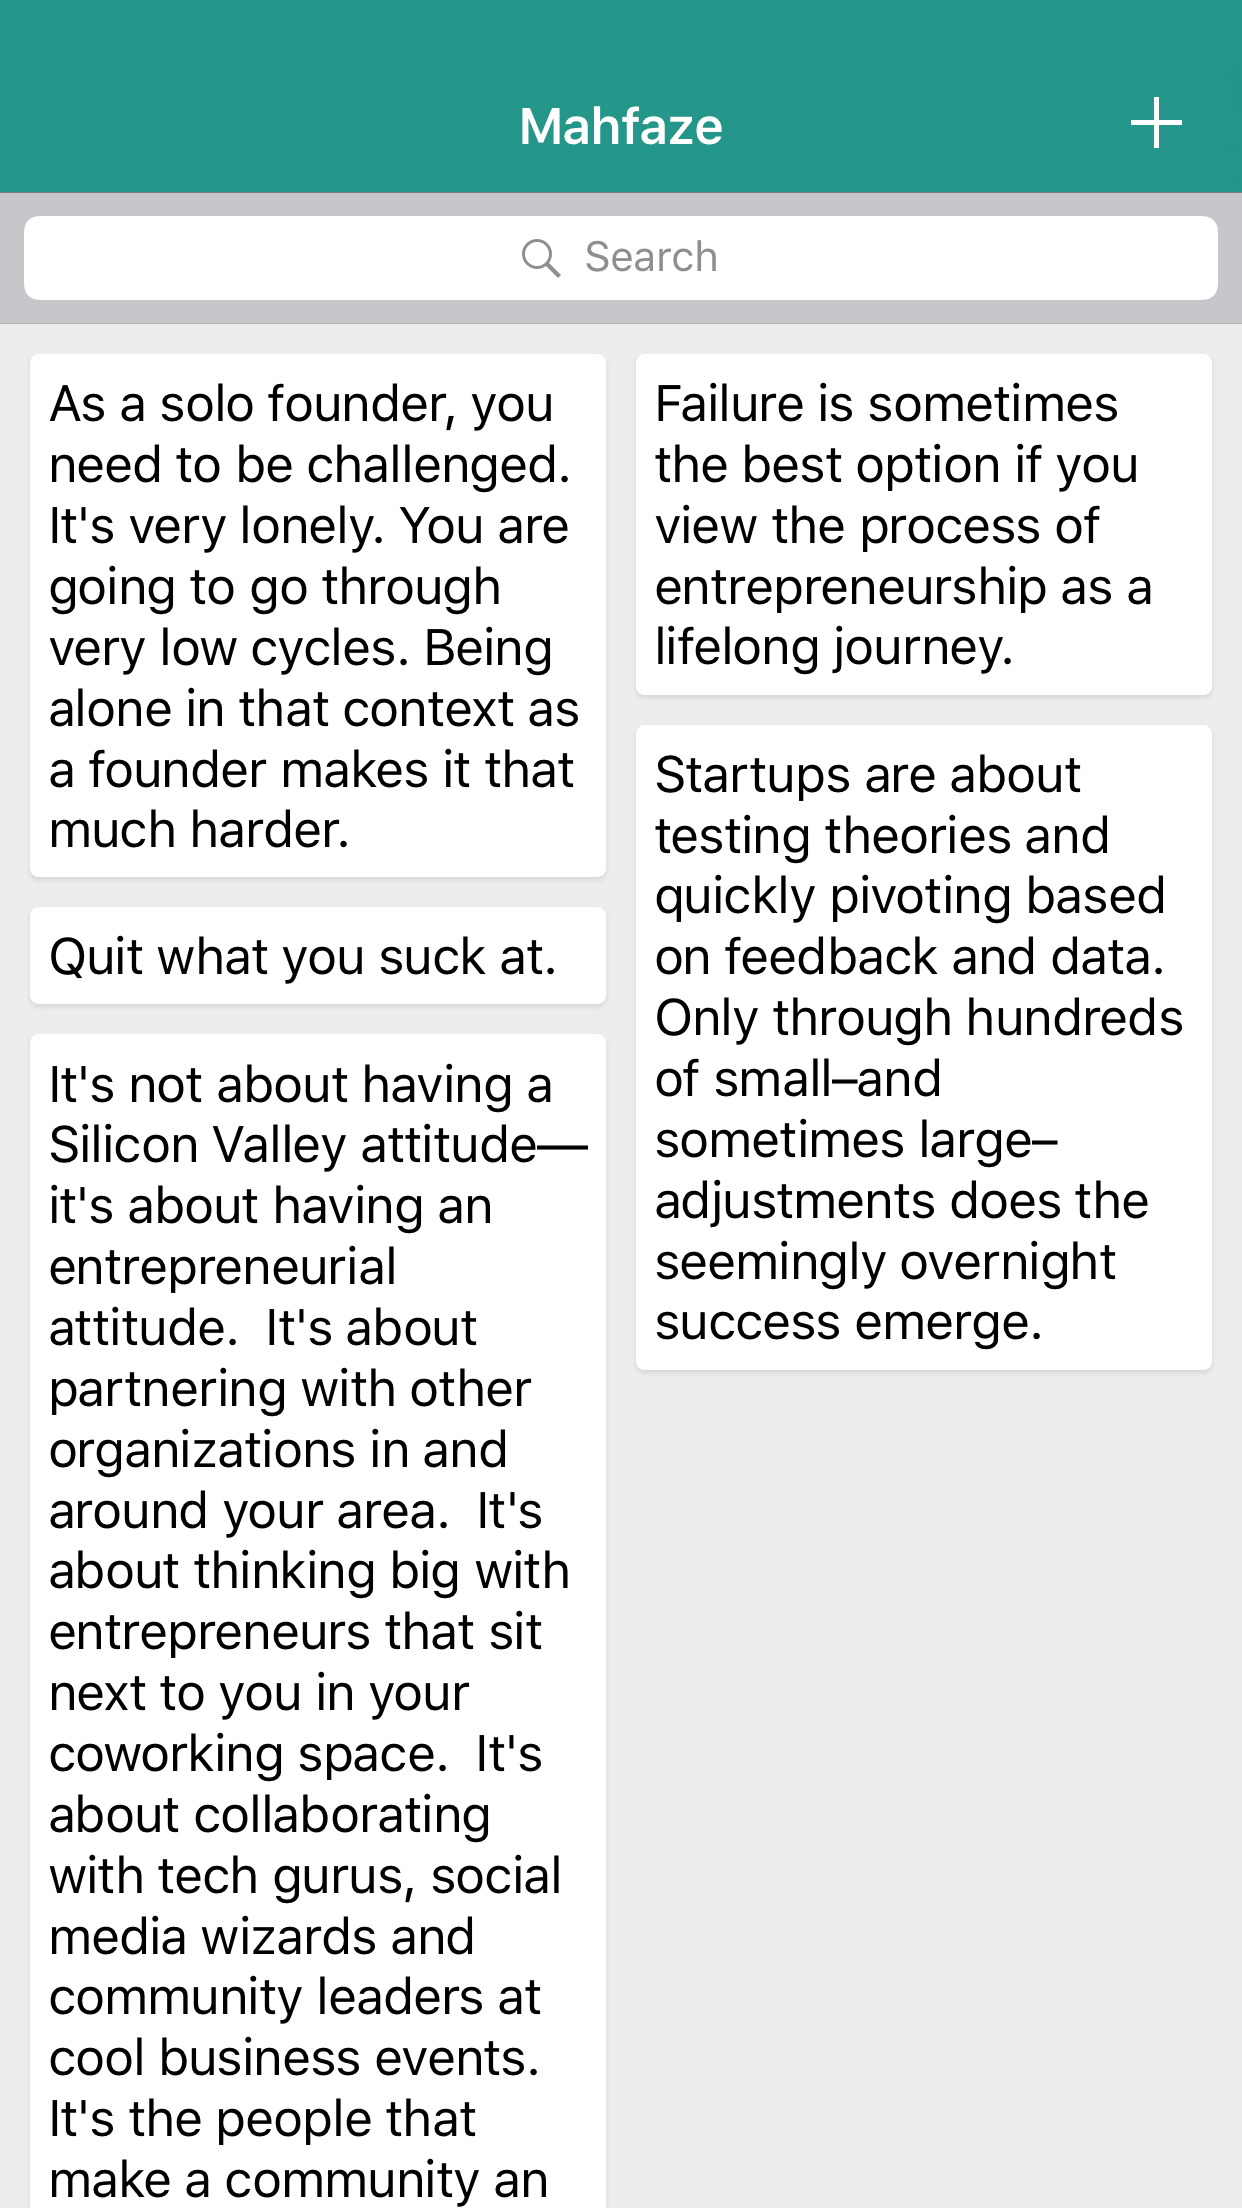 Mahfaze
Search
As a solo founder, you
need to be challenged.
It's very lonely. You are
going to go through
very low cycles. Being
alone in that context as
a founder makes it that
much harder.
Quit what you suck at.
It's not about having a
Silicon Valley attitude—
it's about having an
entrepreneurial
attitude.  It's about
partnering with other
organizations in and
around your area.  It's
about thinking big with
entrepreneurs that sit
next to you in your
coworking space.  It's
about collaborating
with tech gurus, social
media wizards and
community leaders at
cool business events.
It's the people that
make a community an
Failure is sometimes
the best option if you
view the process of
entrepreneurship as a
lifelong journey.
Startups are about
testing theories and
quickly pivoting based
on feedback and data.
Only through hundreds
of small–and
sometimes large–
adjustments does the
seemingly overnight
success emerge.